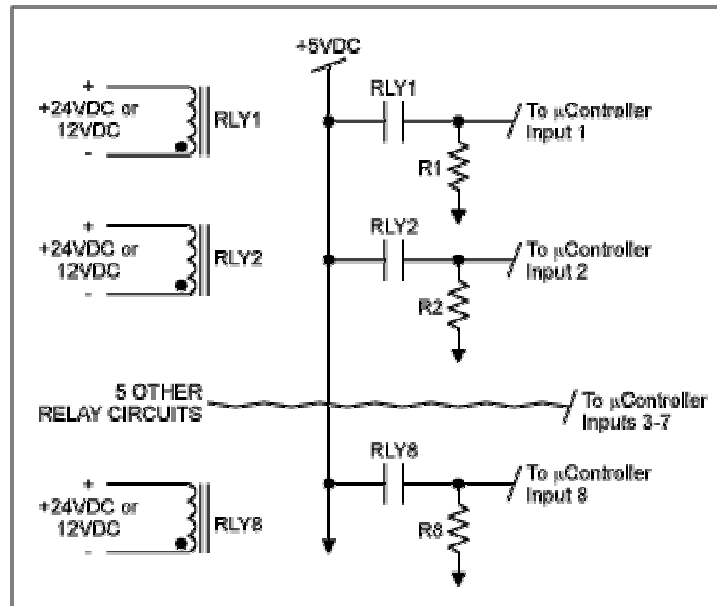 +5VDC
+
+24VDC or
12VDC
-
RLY1
RLY1
R1
To µController
Input 1
+
+24VDC or
12VDC
-
RLY2
RLY2
R2
To µController
Input 2
5 OTHER
RELAY CIRCUITS
To µController
Inputs 3-7
+
+24VDC or
12VDC
-
RLY8
RLY8
R8
To µController
Input 8